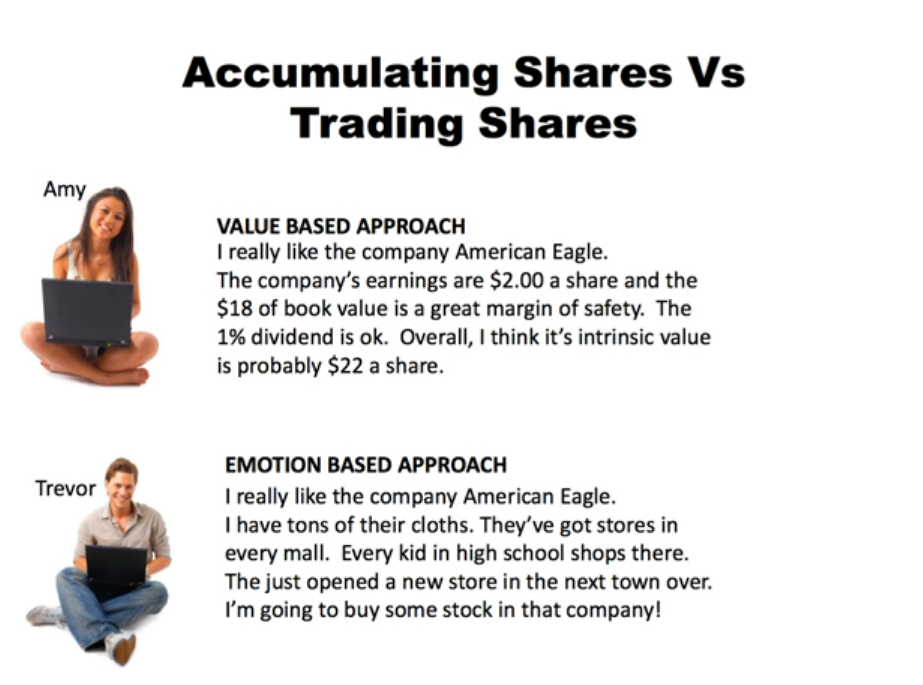 Accumulating Shares Vs
Trading Shares
Amy
VALUE BASED APPROACH
I really like the company American Eagle.
The company's earnings are $2.00 a share and the
$18 of book value is a great margin of safety.  The
1% dividend is ok.  Overall, I think it's intrinsic value
is probably $22 a share.
Trevor
EMOTION BASED APPROACH
I really like the company American Eagle.
I have tons of their cloths. They've got stores in
every mall.  Every kid in high school shops there.
The just opened a new store in the next town over.
I'm going to buy some stock in that company!